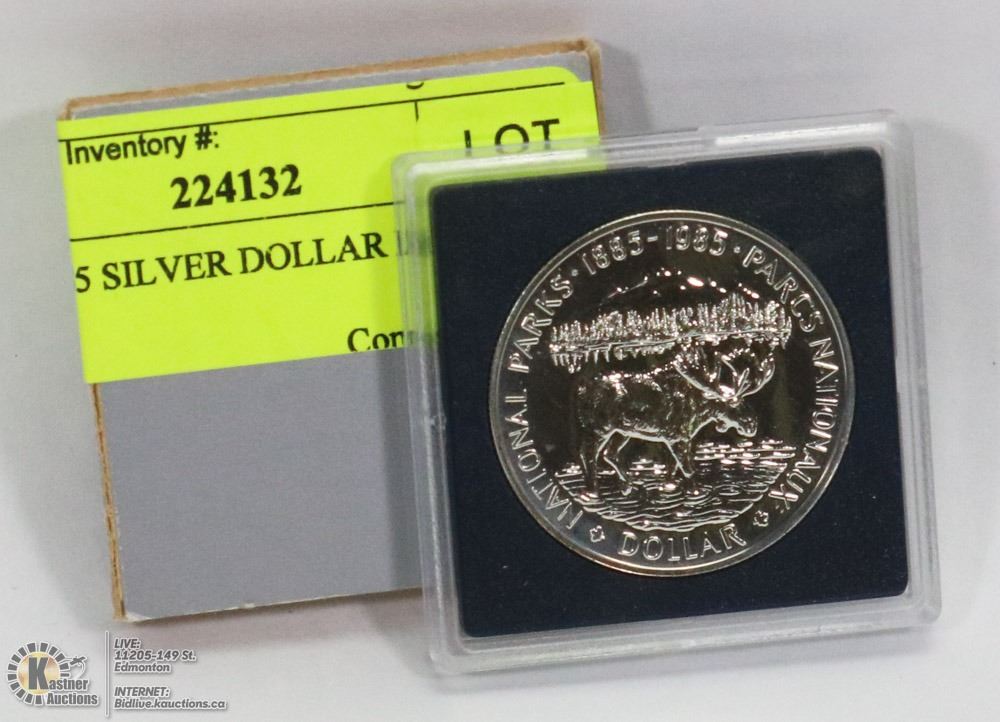 Inventory #:
LOT
224132
5 SILVER DOLLAR
NATIONAL PARKS · 1885-1985 · PARCS NATIONAUX
DOLLAR
Kastner
Auctions
LIVE:
11205-149 St.
Edmonton
INTERNET:
Bidlive.kauctions.ca